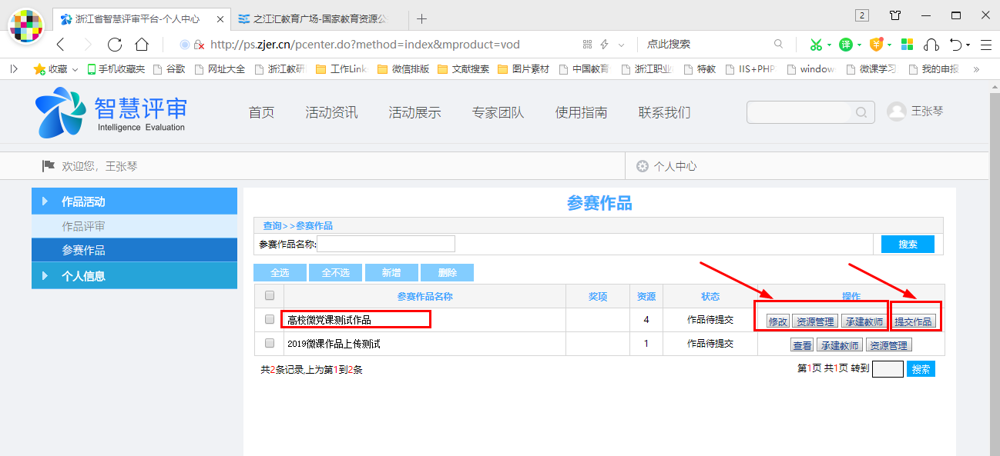 浙江省智慧评审平台-个人中心
之江汇教育广场-国家教育资源公
2
http://ps.zjer.cn/pcenter.do?method=index&mproduct=vod
点此搜索
译
收藏
手机收藏夹
谷歌
网址大全
浙江教研
工作Link
微信排版
文献搜索
图片素材
中国教育
浙江职业
特教
IIS+PHP
window
微课学习
我的申报
智慧评审
Intelligence Evaluation
首页
活动资讯
活动展示
专家团队
使用指南
联系我们
王张琴
欢迎您, 王张琴
个人中心
作品活动
作品评审
参赛作品
个人信息
参赛作品
查询>>参赛作品
参赛作品名称:
搜索
全选
全不选
新增
删除
参赛作品名称 奖项 资源 状态 操作
高校微党课测试作品 4 作品待提交 修改 资源管理 承建教师 提交作品
2019微课作品上传测试 1 作品待提交 查看 承建教师 资源管理
共2条记录,上为第1到2条
第1页 共1页 转到 搜索